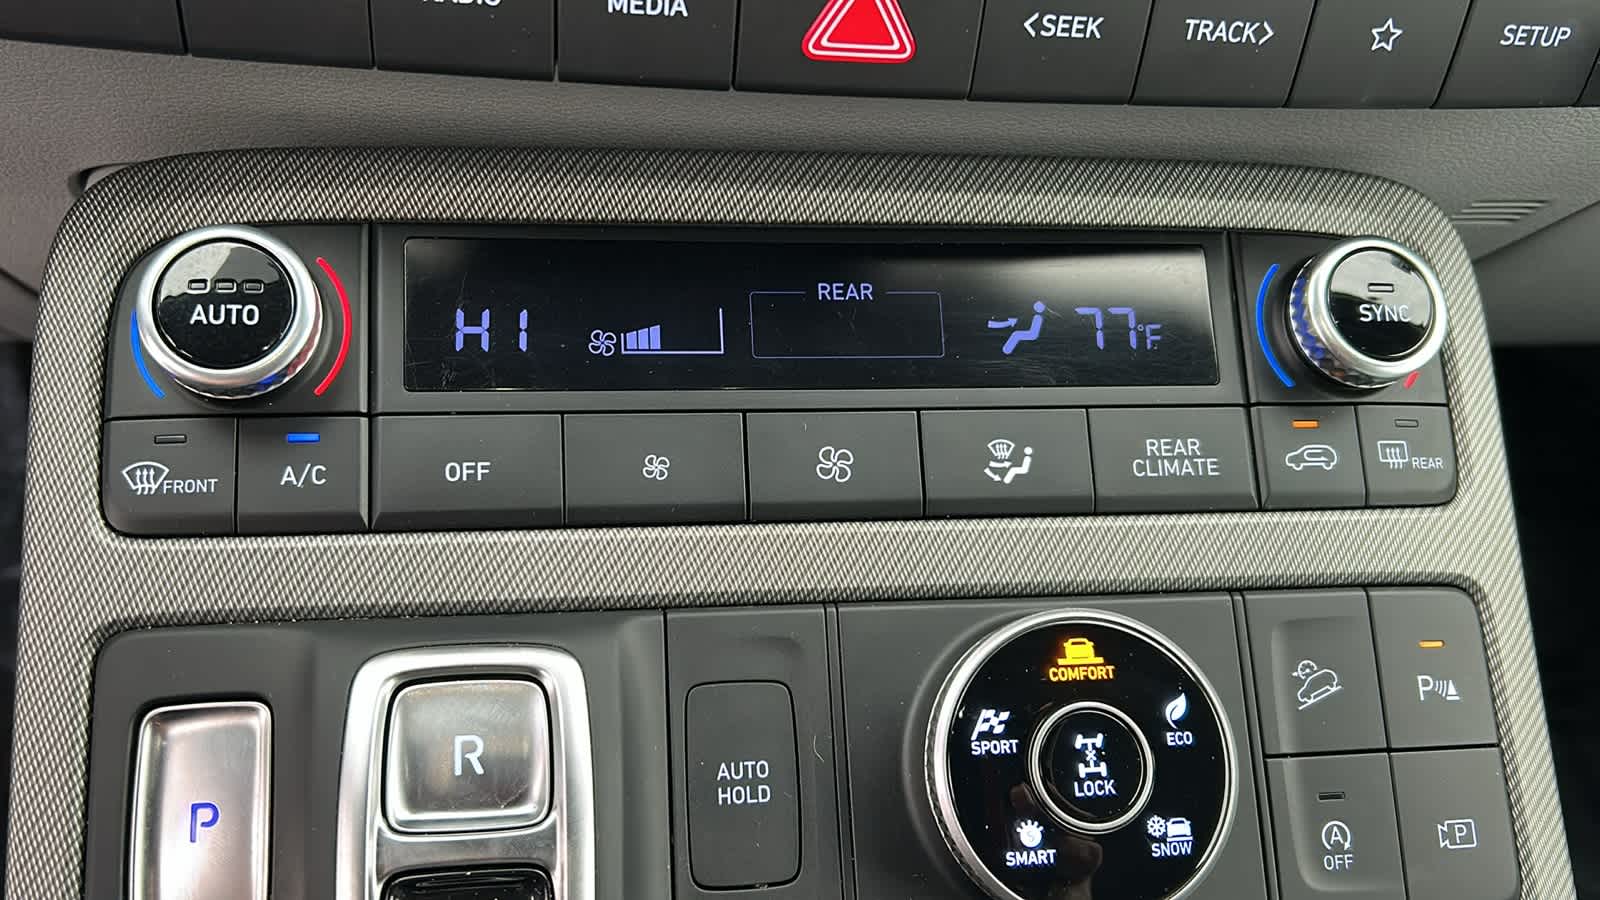 RADIO
MEDIA
<SEEK
TRACK>
SETUP
AUTO
HI
REAR
77°F
SYNC
FRONT
A/C
OFF
REAR
CLIMATE
REAR
P
R
AUTO
HOLD
COMFORT
SPORT
ECO
LOCK
SMART
SNOW
P
A
OFF
P